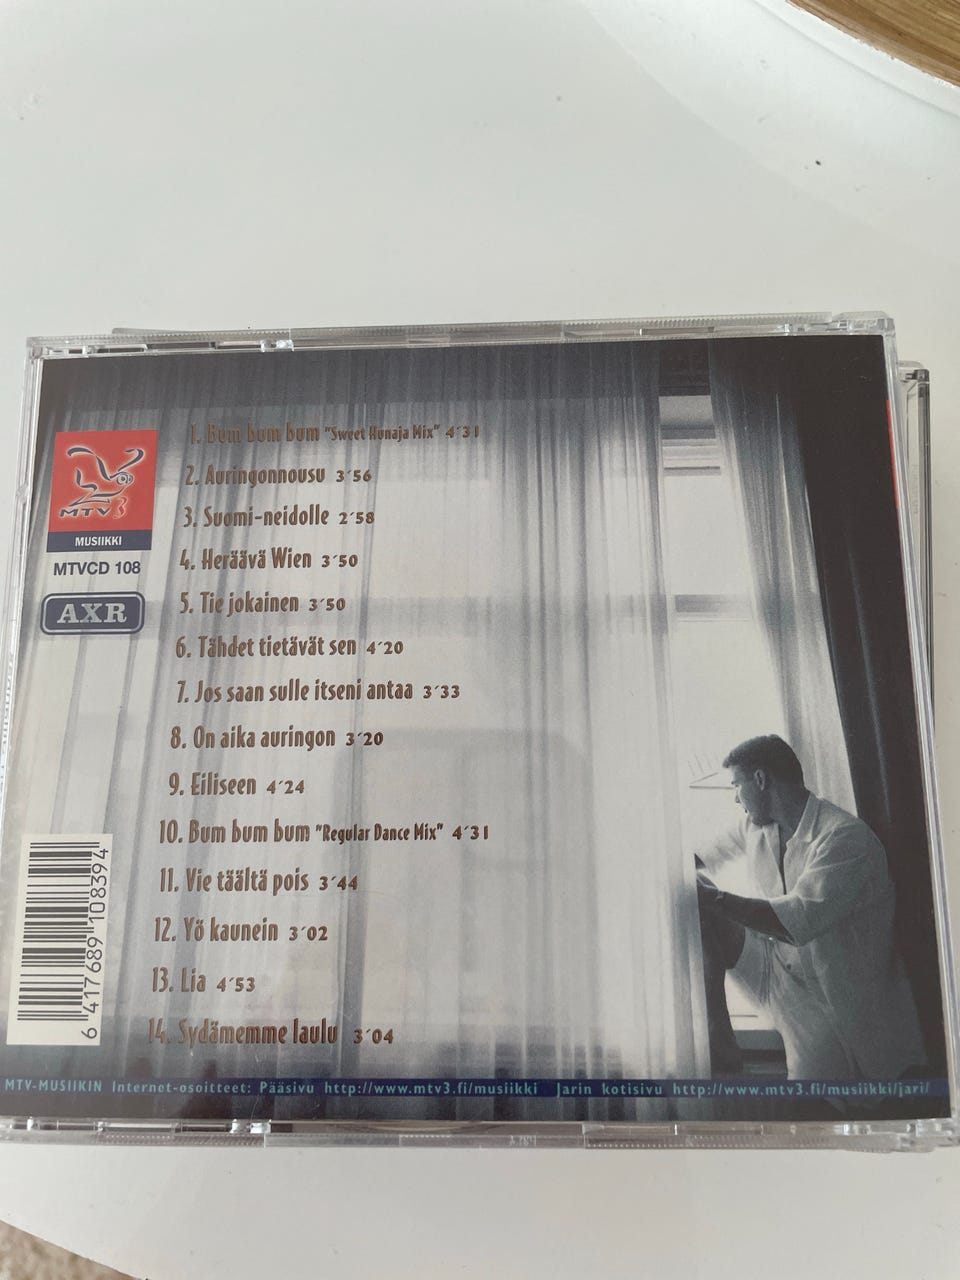 1. Bum bum bum "Sweet Hunaja Mix" 4´31
2. Auringonnousu 3´56
3. Suomi-neidolle 2´58
4. Heräävä Wien 3´50
5. Tie jokainen 3´50
6. Tähdet tietävät sen 4´20
7. Jos saan sulle itseni antaa 3´33
8. On aika auringon 3´20
9. Eiliseen 4´24
10. Bum bum bum "Regular Dance Mix" 4´31
11. Vie täältä pois 3´44
12. Yö kaunein 3´02
13. Lia 4´53
14. Sydämemme laulu 3´04
MTV3
MUSIIKKI
MTVCD 108
AXR
6 417689 108394
MTV-MUSIIKIN Internet-osoitteet: Pääsivu http://www.mtv3.fi/musiikki Jarin kotisivu http://www.mtv3.fi/musiikki/jari/